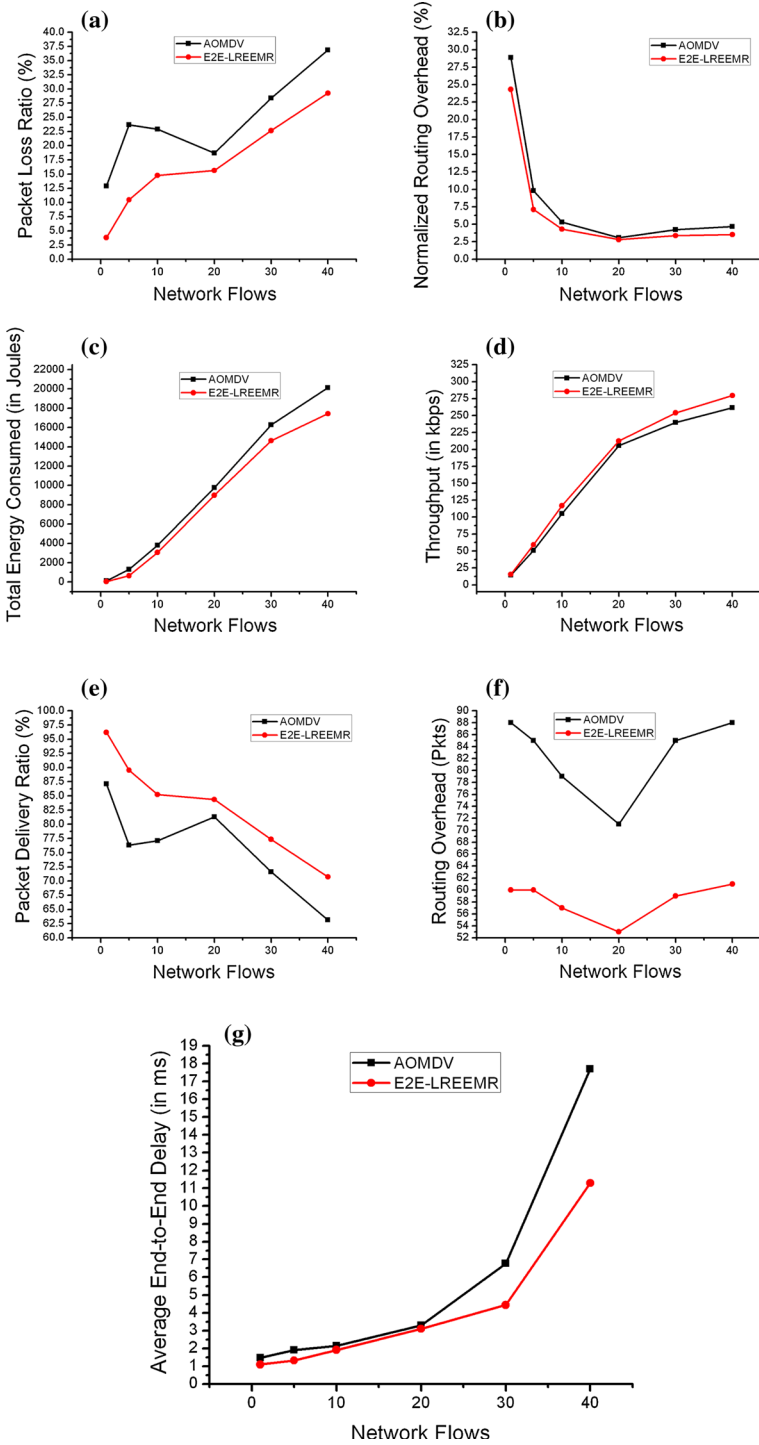 (a)
Packet Loss Ratio (%)
40.0
37.5
35.0
32.5
30.0
27.5
25.0
22.5
20.0
17.5
15.0
12.5
10.0
7.5
5.0
2.5
0.0
AOMDV
E2E-LREEMR
0 10 20 30 40
Network Flows
(b)
Normalized Routing Overhead (%)
32.5
30.0
27.5
25.0
22.5
20.0
17.5
15.0
12.5
10.0
7.5
5.0
2.5
0.0
AOMDV
E2E-LREEMR
0 10 20 30 40
Network Flows
(c)
Total Energy Consumed (in Joules)
22000
20000
18000
16000
14000
12000
10000
8000
6000
4000
2000
0
AOMDV
E2E-LREEMR
0 10 20 30 40
Network Flows
(d)
Throughput (in kbps)
325
300
275
250
225
200
175
150
125
100
75
50
25
0
AOMDV
E2E-LREEMR
0 10 20 30 40
Network Flows
(e)
Packet Delivery Ratio (%)
100.0
97.5
95.0
92.5
90.0
87.5
85.0
82.5
80.0
77.5
75.0
72.5
70.0
67.5
65.0
62.5
60.0
AOMDV
E2E-LREEMR
0 10 20 30 40
Network Flows
(f)
Routing Overhead (Pkts)
90
88
86
84
82
80
78
76
74
72
70
68
66
64
62
60
58
56
54
52
AOMDV
E2E-LREEMR
0 10 20 30 40
Network Flows
(g)
Average End-to-End Delay (in ms)
19
18
17
16
15
14
13
12
11
10
9
8
7
6
5
4
3
2
1
0
AOMDV
E2E-LREEMR
0 10 20 30 40
Network Flows